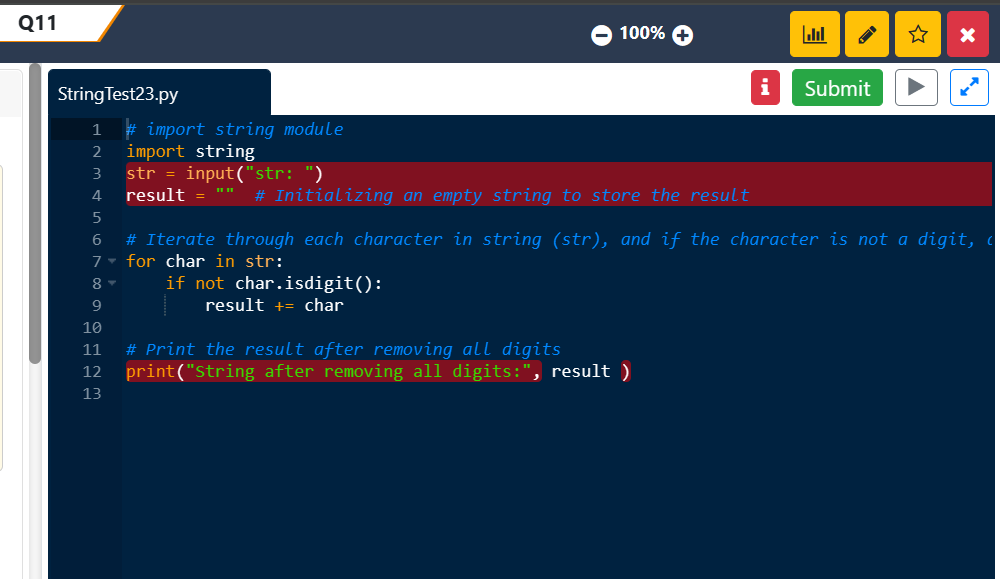 Q11
100%
StringTest23.py
Submit
1 # import string module
2 import string
3 str = input("str: ")
4 result = ""  # Initializing an empty string to store the result
5
6 # Iterate through each character in string (str), and if the character is not a digit,
7 for char in str:
8     if not char.isdigit():
9         result += char
10
11 # Print the result after removing all digits
12 print("String after removing all digits:", result )
13